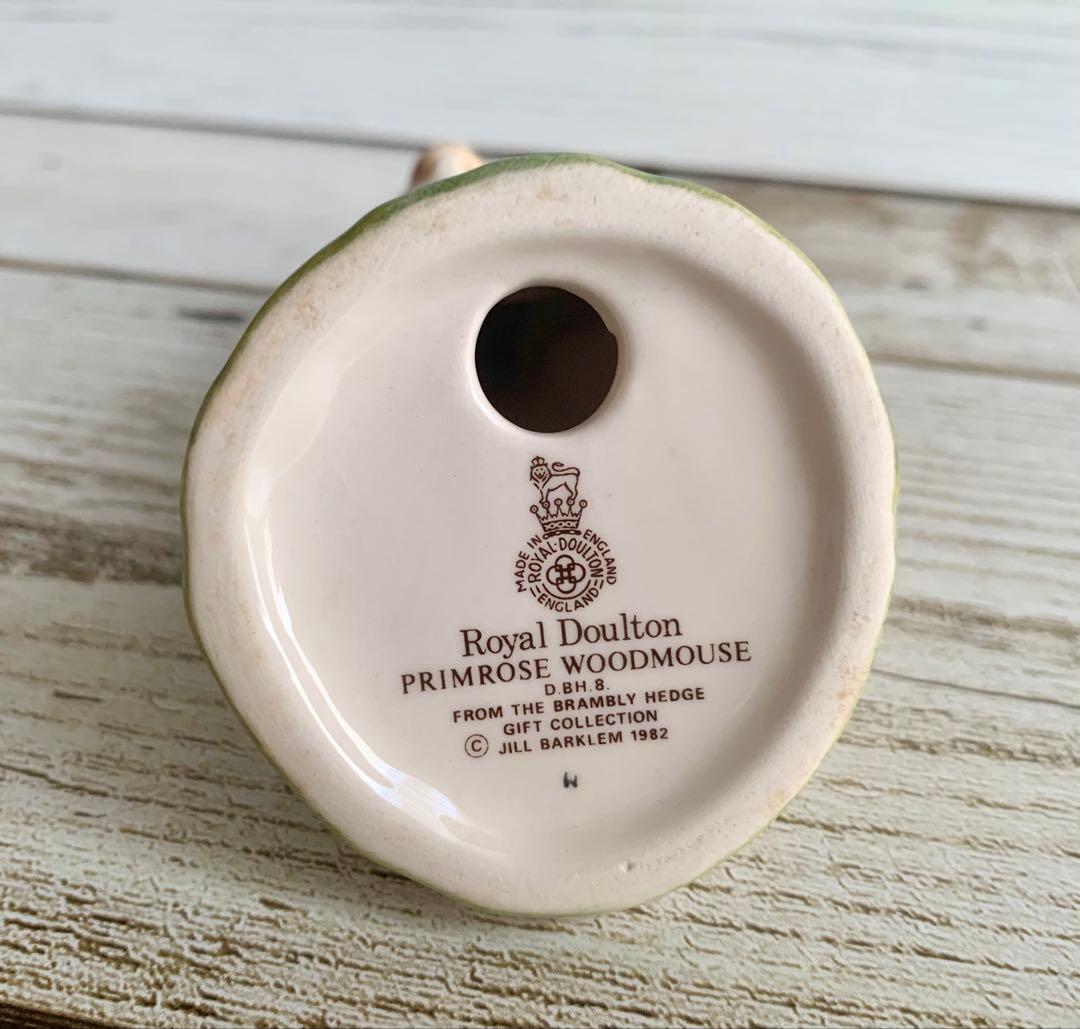 MADE IN ENGLAND
ROYAL·DOULTON
ENGLAND
Royal Doulton
PRIMROSE WOODMOUSE
D.BH.8.
FROM THE BRAMBLY HEDGE
GIFT COLLECTION
© JILL BARKLEM 1982
W